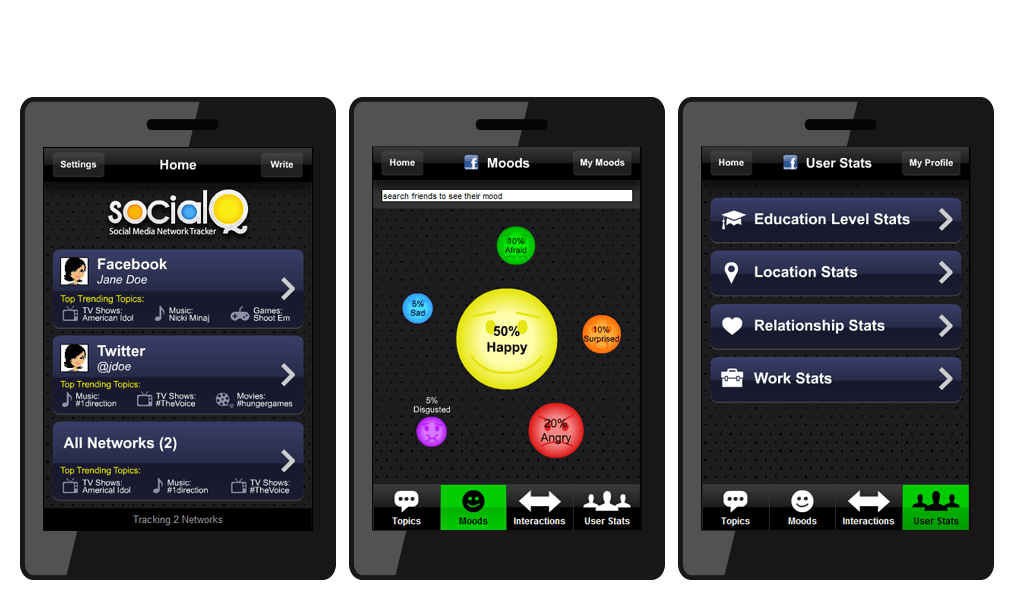 Settings
Home
Write
socialQ
Social Media Network Tracker
Facebook
Jane Doe
Top Trending Topics:
TV Shows:
American Idol
Music:
Nicki Minaj
Games:
Shoot Em
Twitter
@jdoe
Top Trending Topics:
Music:
#1direction
TV Shows:
#TheVoice
Movies:
#hungergames
All Networks (2)
Top Trending Topics:
TV Shows:
Americal Idol
Music:
#1direction
TV Shows:
#TheVoice
Tracking 2 Networks
Home
f
Moods
My Moods
search friends to see their mood
10%
Afraid
5%
Sad
50%
Happy
10%
Surprised
5%
Disgusted
20%
Angry
Topics
Moods
Interactions
User Stats
Home
f
User Stats
My Profile
Education Level Stats
Location Stats
Relationship Stats
Work Stats
Topics
Moods
Interactions
User Stats